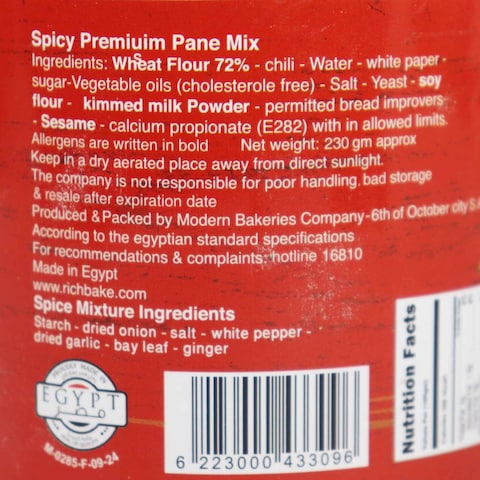 Spicy Premiuim Pane Mix
Ingredients: Wheat Flour 72% - chili - Water - white paper -
sugar-Vegetable oils (cholesterole free) - Salt - Yeast - soy
flour - kimmed milk Powder - permitted bread improvers-
- Sesame - calcium propionate (E282) with in allowed limits.
Allergens are written in bold Net weight: 230 gm approx
Keep in a dry aerated place away from direct sunlight.
The company is not responsible for poor handling. bad storage
& resale after expiration date
Produced & Packed by Modern Bakeries Company - 6th of October city S.A
According to the egyptian standard specifications
For recommendations & complaints: hotline 16810
Made in Egypt
www.richbake.com
Spice Mixture Ingredients
Starch - dried onion - salt - white pepper -
dried garlic - bay leaf - ginger
PROUDLY MADE IN
EGYPT
مصر
M-0285-F-09-24
6 223000 433096
Nutrition Facts